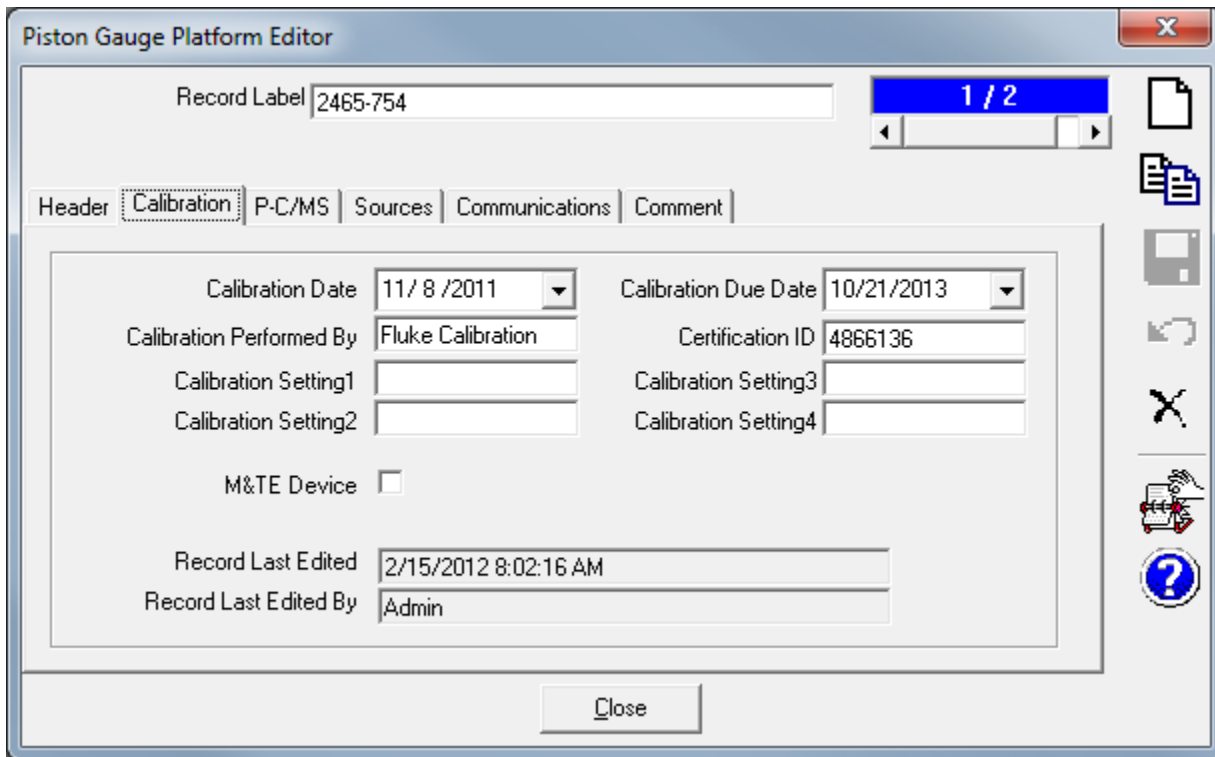 Piston Gauge Platform Editor
Record Label 2465-754
1 / 2
Header Calibration P-C/MS Sources Communications Comment
Calibration Date 11/ 8 /2011 Calibration Due Date 10/21/2013
Calibration Performed By Fluke Calibration Certification ID 4866136
Calibration Setting1 Calibration Setting3
Calibration Setting2 Calibration Setting4
M&TE Device
Record Last Edited 2/15/2012 8:02:16 AM
Record Last Edited By Admin
Close